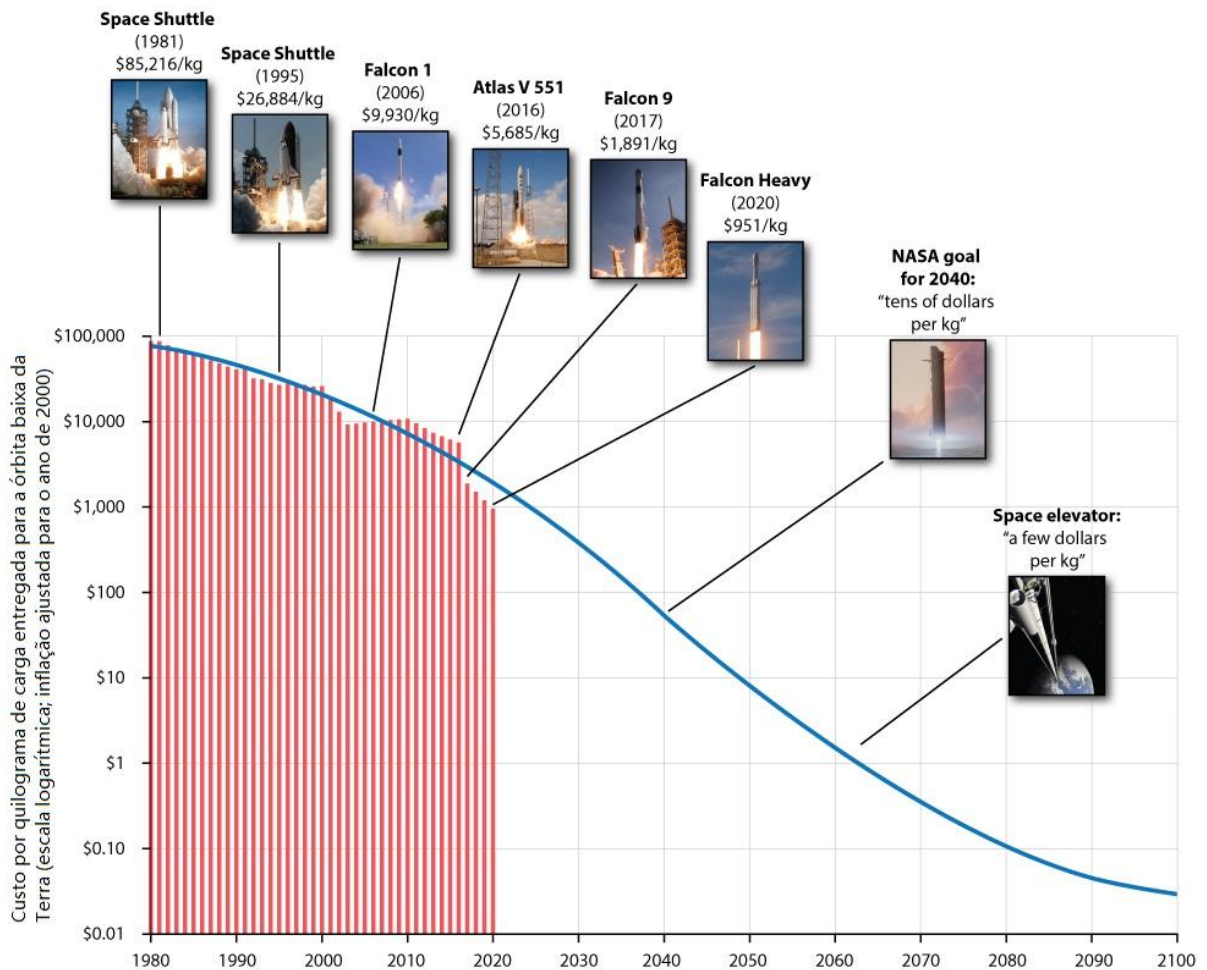 Space Shuttle
(1981)
$85,216/kg
Space Shuttle
(1995)
$26,884/kg
Falcon 1
(2006)
$9,930/kg
Atlas V 551
(2016)
$5,685/kg
Falcon 9
(2017)
$1,891/kg
Falcon Heavy
(2020)
$951/kg
NASA goal
for 2040:
“tens of dollars
per kg”
Space elevator:
“a few dollars
per kg”
Custo por quilograma de carga entregada para a órbita baixa da
Terra (escala logarítmica; inflação ajustada para o ano de 2000)
$100,000
$10,000
$1,000
$100
$10
$1
$0.10
$0.01
1980 1990 2000 2010 2020 2030 2040 2050 2060 2070 2080 2090 2100